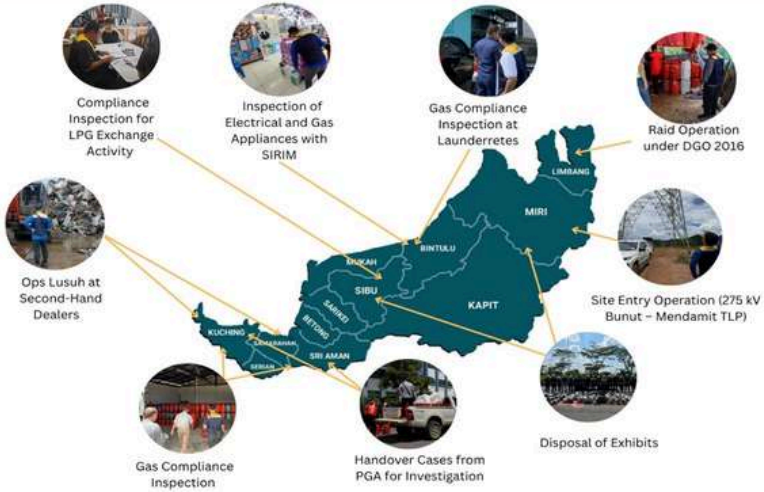 Compliance
Inspection for
LPG Exchange
Activity
Inspection of
Electrical and Gas
Appliances with
SIRIM
Gas Compliance
Inspection at
Launderretes
Raid Operation
under DGO 2016
LIMBANG
MIRI
BINTULU
MUKAH
SIBU
KAPIT
SARIKEI
BETONG
KUCHING
SAMARAHAN
SRI AMAN
SERIAN
Ops Lusuh at
Second-Hand
Dealers
Site Entry Operation (275 kV
Bunut – Mendamit TLP)
Gas Compliance
Inspection
Handover Cases from
PGA for Investigation
Disposal of Exhibits